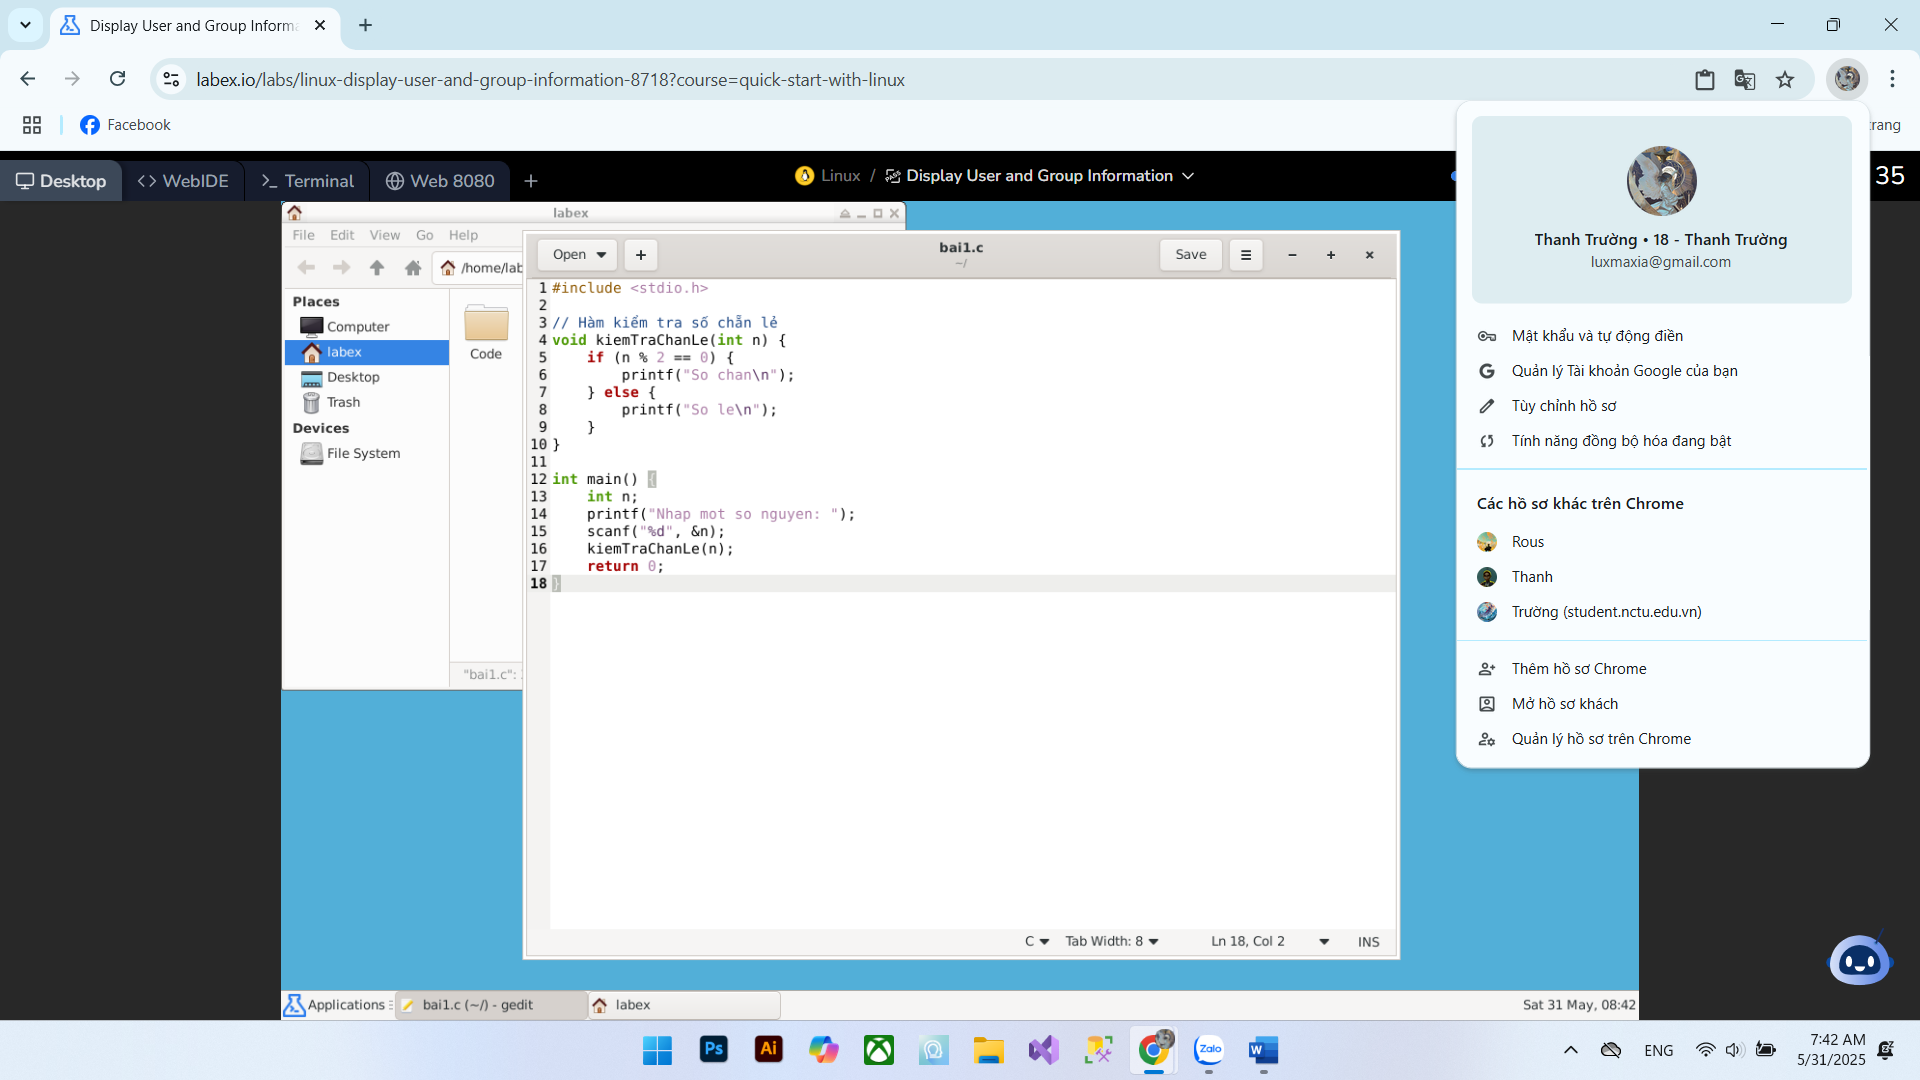 Display User and Group Informa
labex.io/labs/linux-display-user-and-group-information-8718?course=quick-start-with-linux
Facebook
trang
Desktop
WebIDE
Terminal
Web 8080
Linux / Display User and Group Information
35
labex
File Edit View Go Help
/home/lab
Places
Computer
labex
Desktop
Trash
Devices
File System
Code
"bai1.c":
Open
bai1.c
~/
Save
1 #include <stdio.h>
2
3 // Hàm kiểm tra số chẵn lẻ
4 void kiemTraChanLe(int n) {
5     if (n % 2 == 0) {
6         printf("So chan\n");
7     } else {
8         printf("So le\n");
9     }
10 }
11
12 int main() {
13     int n;
14     printf("Nhap mot so nguyen: ");
15     scanf("%d", &n);
16     kiemTraChanLe(n);
17     return 0;
18 }
C
Tab Width: 8
Ln 18, Col 2
INS
Thanh Trường • 18 - Thanh Trường
luxmaxia@gmail.com
Mật khẩu và tự động điền
Quản lý Tài khoản Google của bạn
Tùy chỉnh hồ sơ
Tính năng đồng bộ hóa đang bật
Các hồ sơ khác trên Chrome
Rous
Thanh
Trường (student.nctu.edu.vn)
Thêm hồ sơ Chrome
Mở hồ sơ khách
Quản lý hồ sơ trên Chrome
Applications
bai1.c (~/) - gedit
labex
Sat 31 May, 08:42
Ps
Ai
Zalo
W
ENG
7:42 AM
5/31/2025